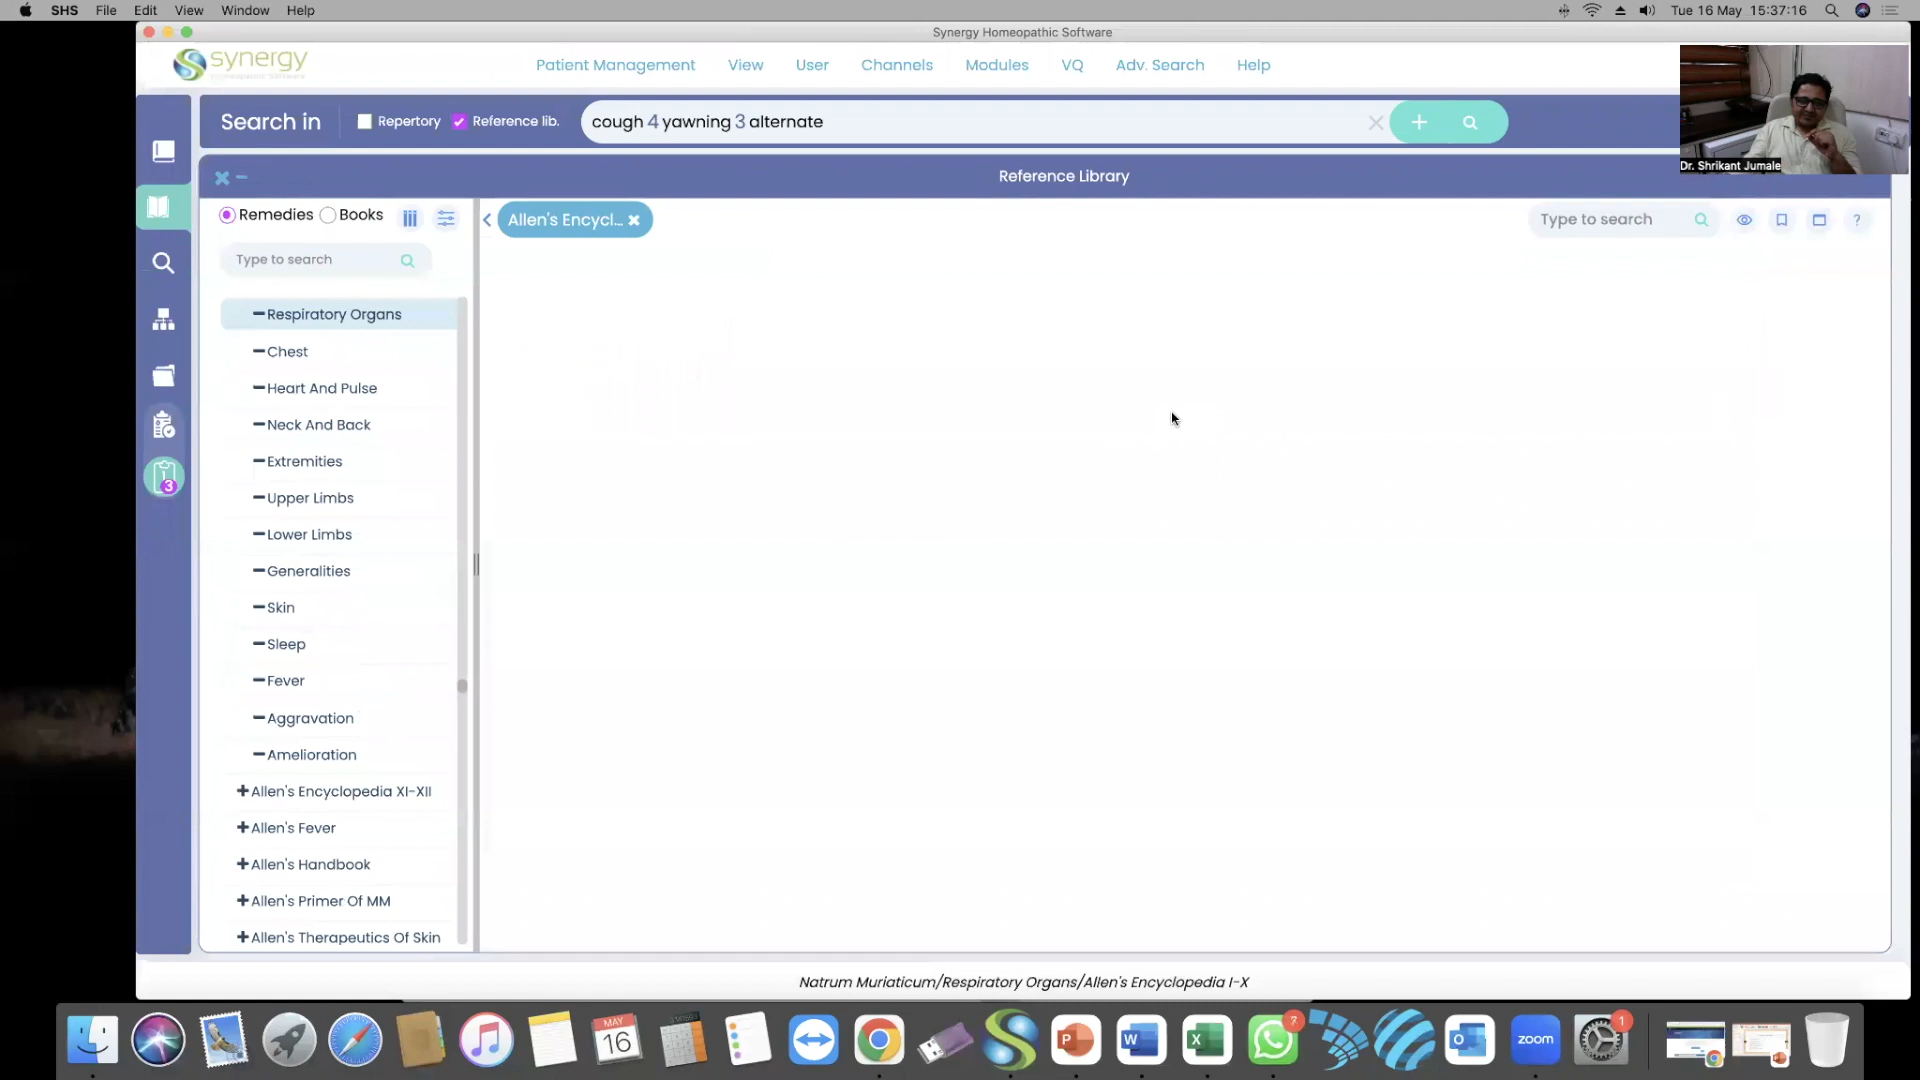 SHS File Edit View Window Help
Tue 16 May 15:37:16
Synergy Homeopathic Software
synergy
Patient Management View User Channels Modules VQ Adv. Search Help
Search in Repertory Reference lib. cough 4 yawning 3 alternate
Dr. Shrikant Jumale
Reference Library
Remedies Books
Allen's Encycl...
Type to search
?
Type to search
Respiratory Organs
Chest
Heart And Pulse
Neck And Back
Extremities
Upper Limbs
3
Lower Limbs
Generalities
Skin
Sleep
Fever
Aggravation
Amelioration
Allen's Encyclopedia XI-XII
Allen's Fever
Allen's Handbook
Allen's Primer Of MM
Allen's Therapeutics Of Skin
Natrum Muriaticum/Respiratory Organs/Allen's Encyclopedia I-X
MAY
16
P
W
X
7
O
zoom
1